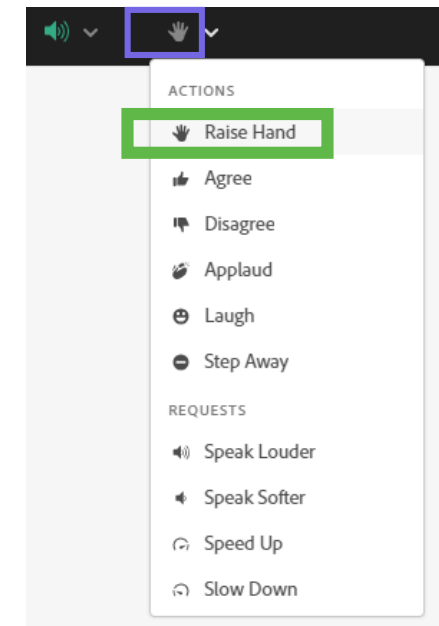 ACTIONS
Raise Hand
Agree
Disagree
Applaud
Laugh
Step Away
REQUESTS
Speak Louder
Speak Softer
Speed Up
Slow Down